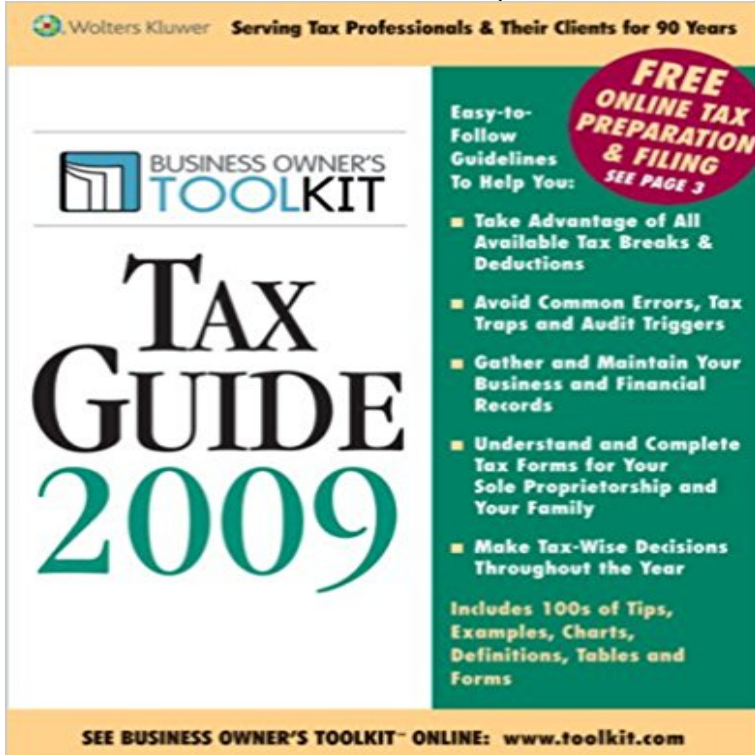 Wolters Kluwer Serving Tax Professionals & Their Clients for 90 Years
BUSINESS OWNER'S
TOOLKIT
TAX
GUIDE
2009
FREE
ONLINE TAX
PREPARATION
& FILING
SEE PAGE 3
Easy-to-
Follow
Guidelines
To Help You:
Take Advantage of All
Available Tax Breaks &
Deductions
Avoid Common Errors, Tax
Traps and Audit Triggers
Gather and Maintain Your
Business and Financial
Records
Understand and Complete
Tax Forms for Your
Sole Proprietorship and
Your Family
Make Tax-Wise Decisions
Throughout the Year
Includes 100s of Tips,
Examples, Charts,
Definitions, Tables and
Forms
SEE BUSINESS OWNER'S TOOLKIT™ ONLINE: www.toolkit.com